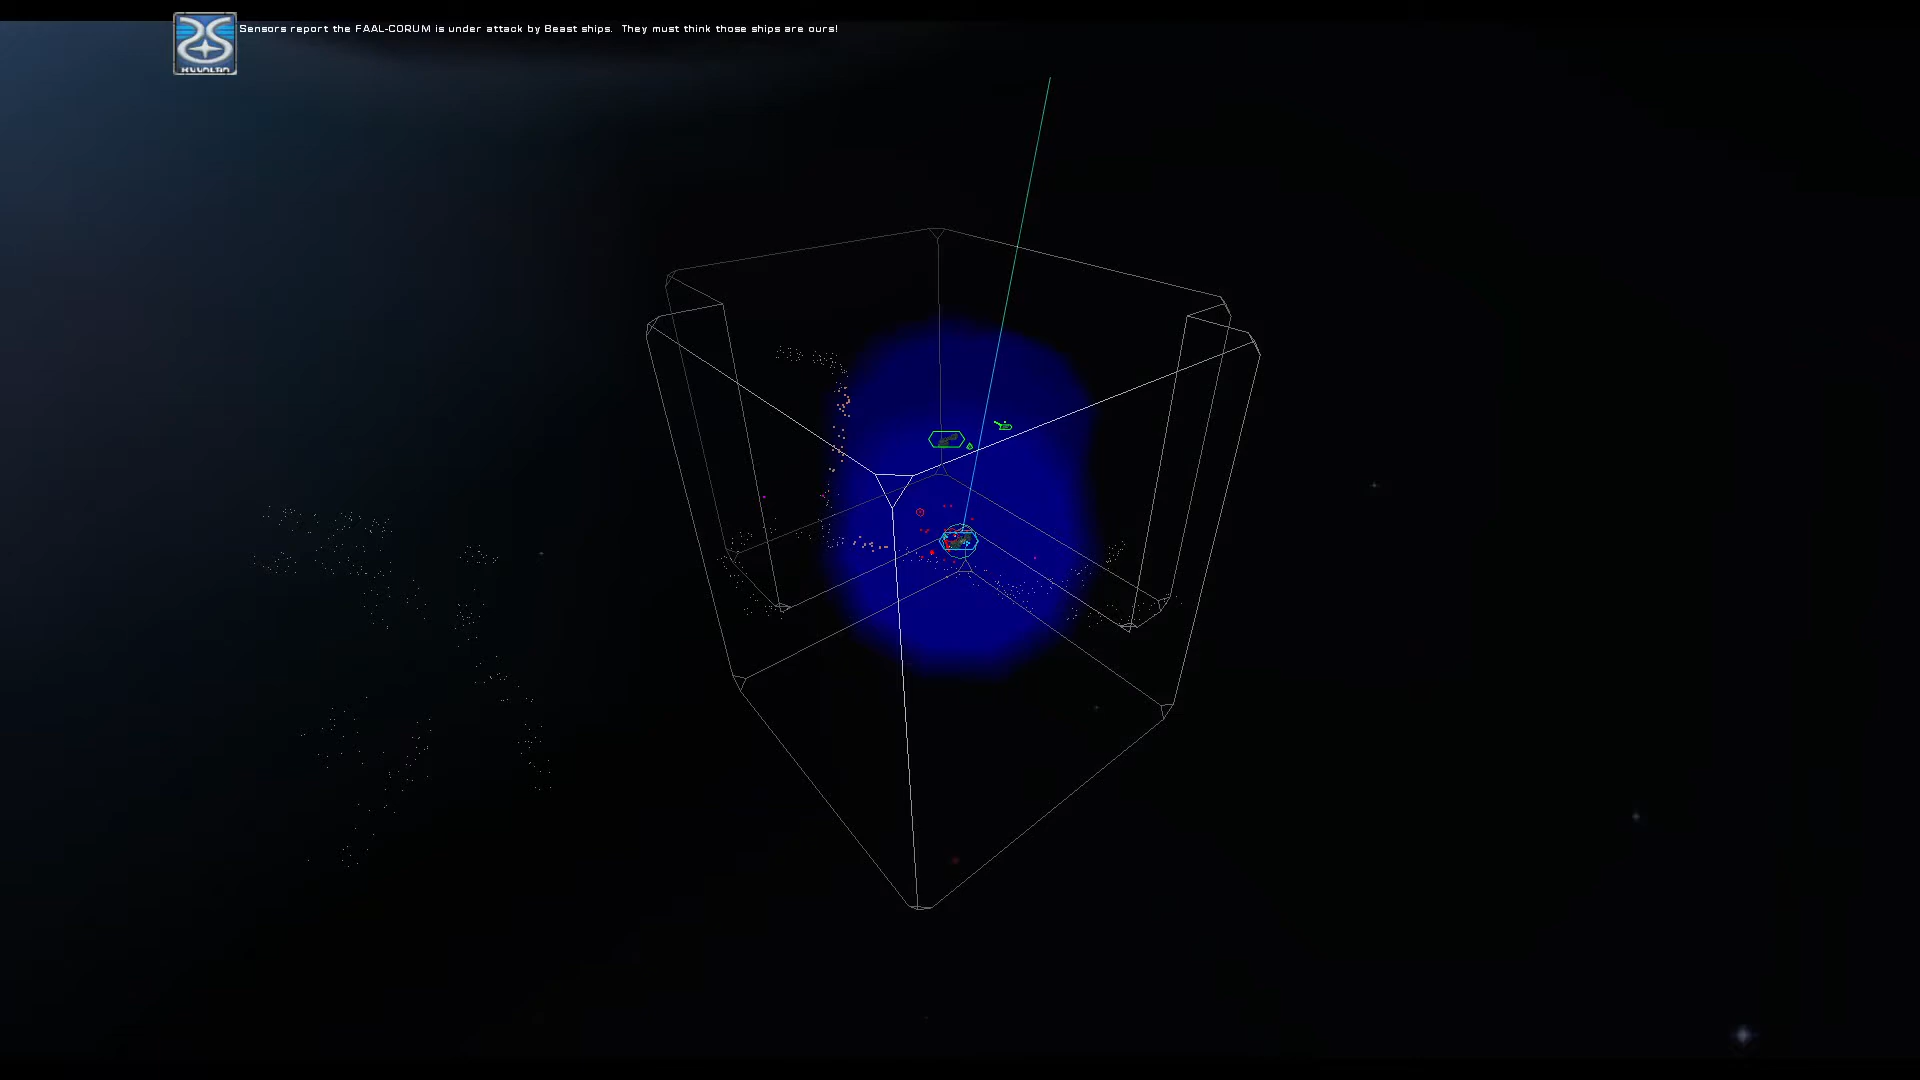 Sensors report the FAAL-CORUM is under attack by Beast ships.  They must think those ships are ours!